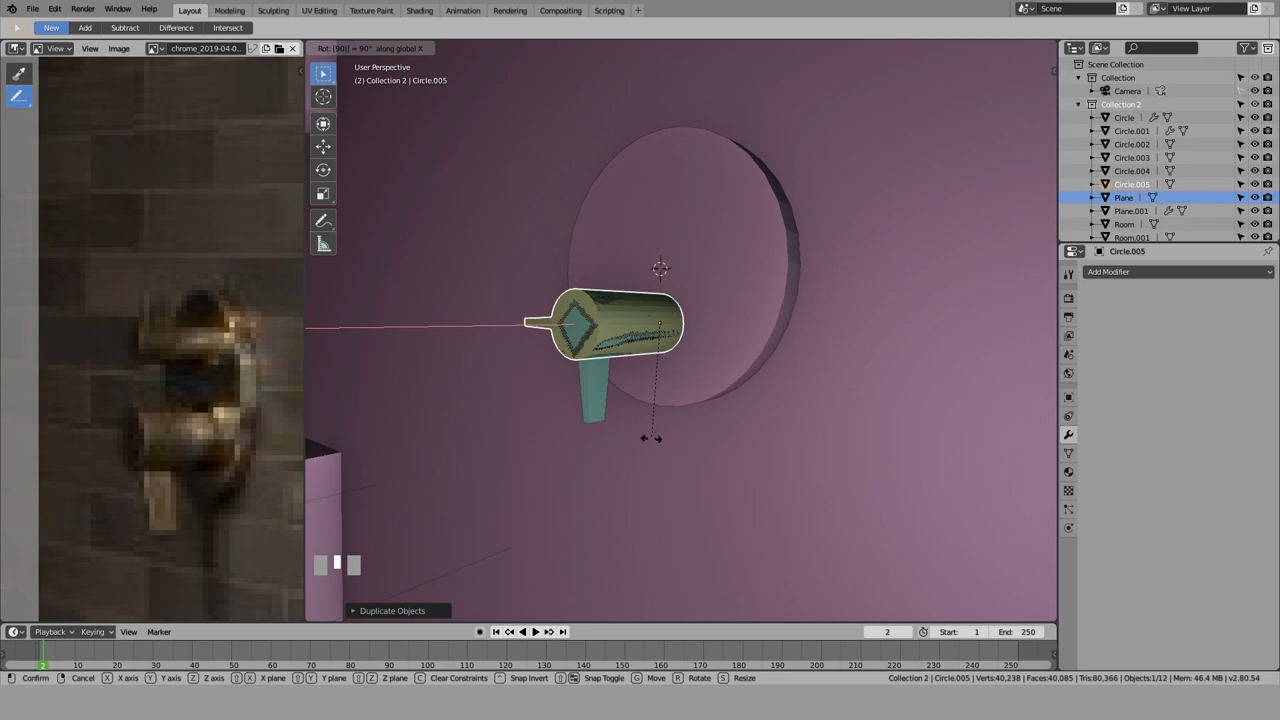 File Edit Render Window Help Layout Modeling Sculpting UV Editing Texture Paint Shading Animation Rendering Compositing Scripting + Scene View Layer
New Add Subtract Difference Intersect
View View Image chrome_2019-04-0.. Rot: [90|] = 90° along global X
User Perspective
(2) Collection 2 | Circle.005
Scene Collection
Collection
Camera
Collection 2
Circle
Circle.001
Circle.002
Circle.003
Circle.004
Circle.005
Plane
Plane.001
Room
Room.001
Circle.005
Add Modifier
Duplicate Objects
Playback Keying View Marker 2 Start: 1 End: 250
2 10 20 30 40 50 60 70 80 90 100 110 120 130 140 150 160 170 180 190 200 210 220 230 240 250
Confirm Cancel X X axis Y Y axis Z Z axis X X plane Y Y plane Z Z plane C Clear Constraints ^ Snap Invert Snap Toggle G Move R Rotate S Resize Collection 2 | Circle.005 | Verts:40,238 | Faces:40,085 | Tris:80,366 | Objects:1/12 | Mem: 46.4 MB | v2.80.54